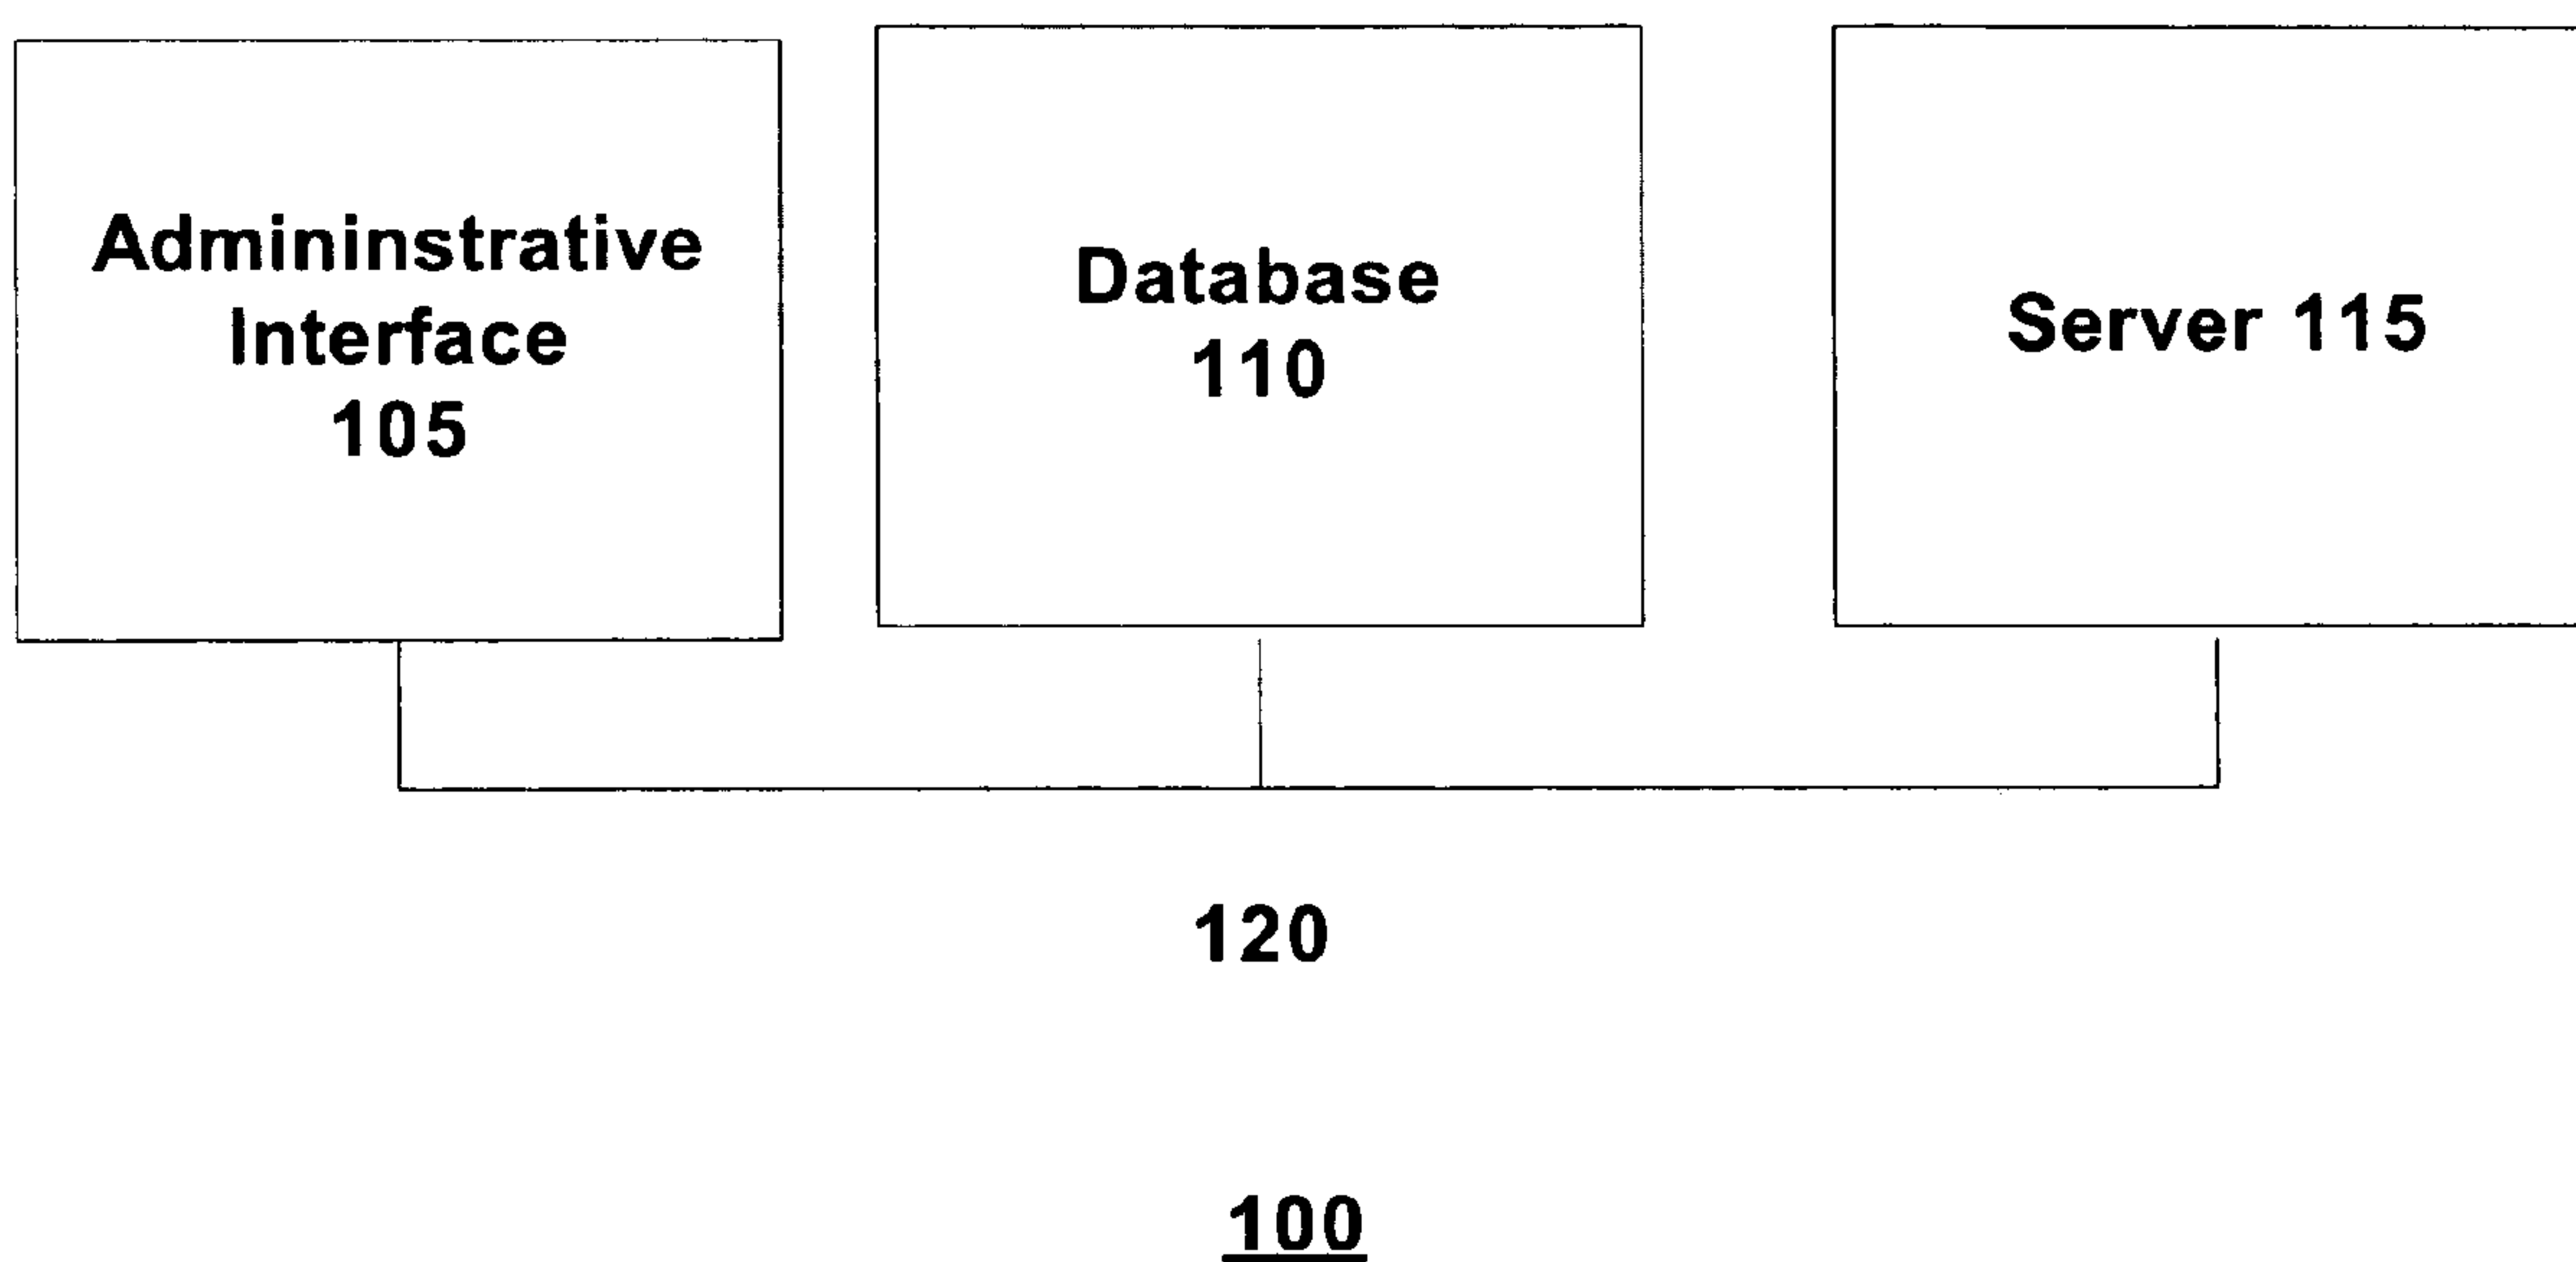 Admininstrative
Interface
105
Database
110
Server 115
120
100